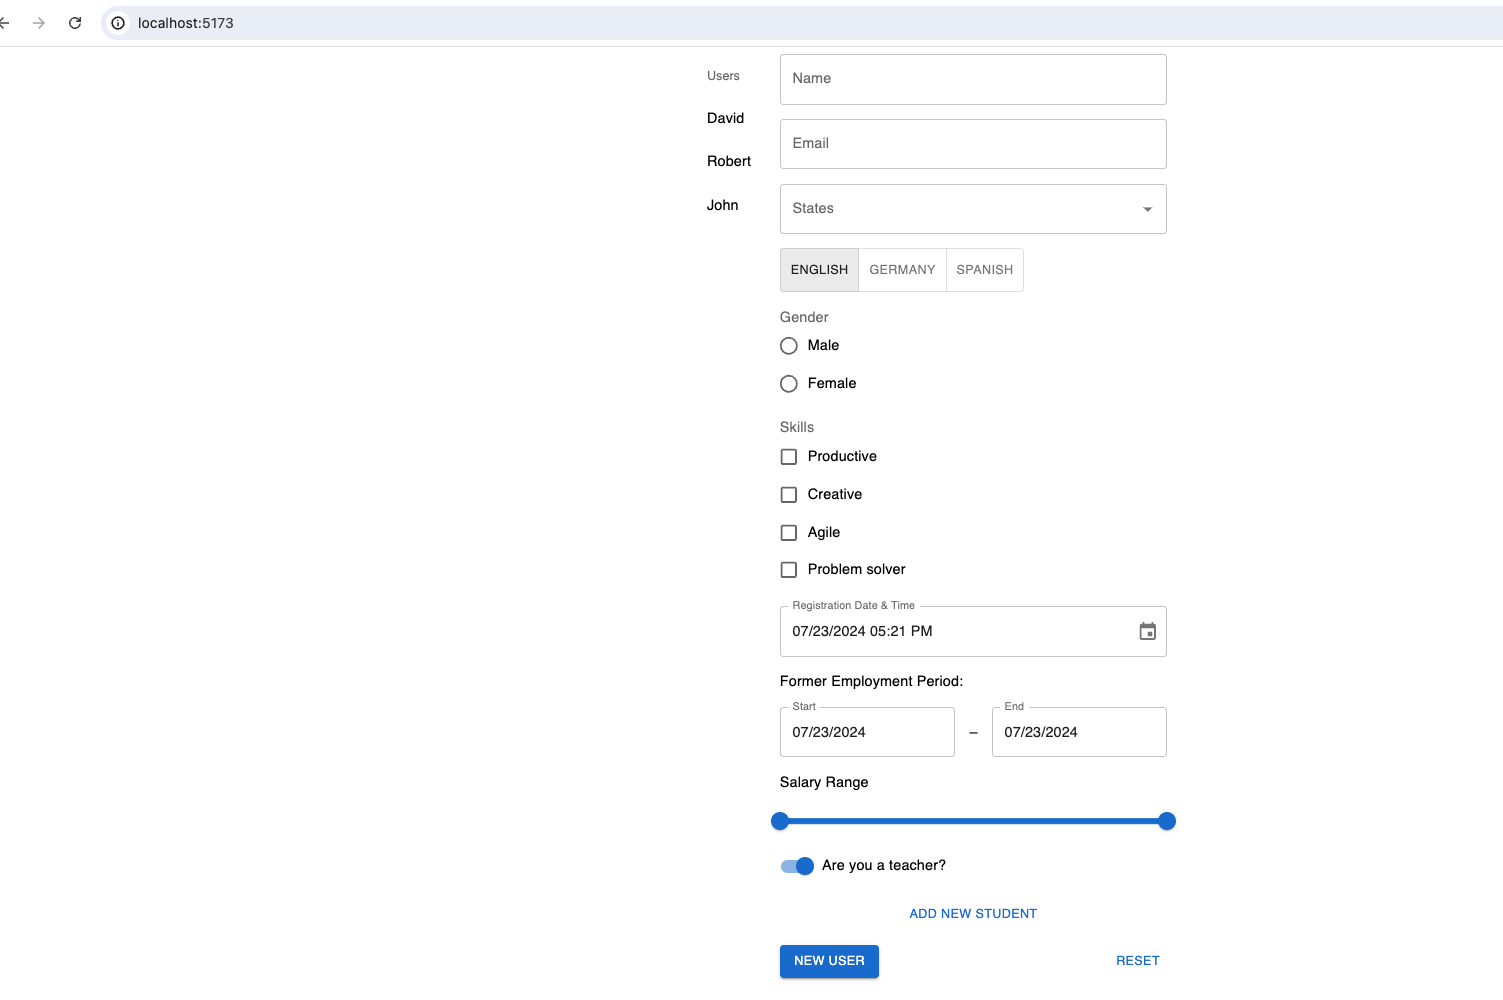 localhost:5173
Users
David
Robert
John
Name
Email
States
ENGLISH GERMANY SPANISH
Gender
Male
Female
Skills
Productive
Creative
Agile
Problem solver
Registration Date & Time
07/23/2024 05:21 PM
Former Employment Period:
Start End
07/23/2024 – 07/23/2024
Salary Range
Are you a teacher?
ADD NEW STUDENT
NEW USER RESET